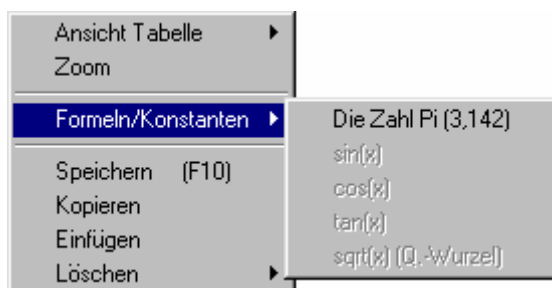 Ansicht Tabelle
Zoom
Formeln/Konstanten
Speichern (F10)
Kopieren
Einfügen
Löschen
Die Zahl Pi (3,142)
sin(x)
cos(x)
tan(x)
sqrt(x) (Q.-Wurzel)